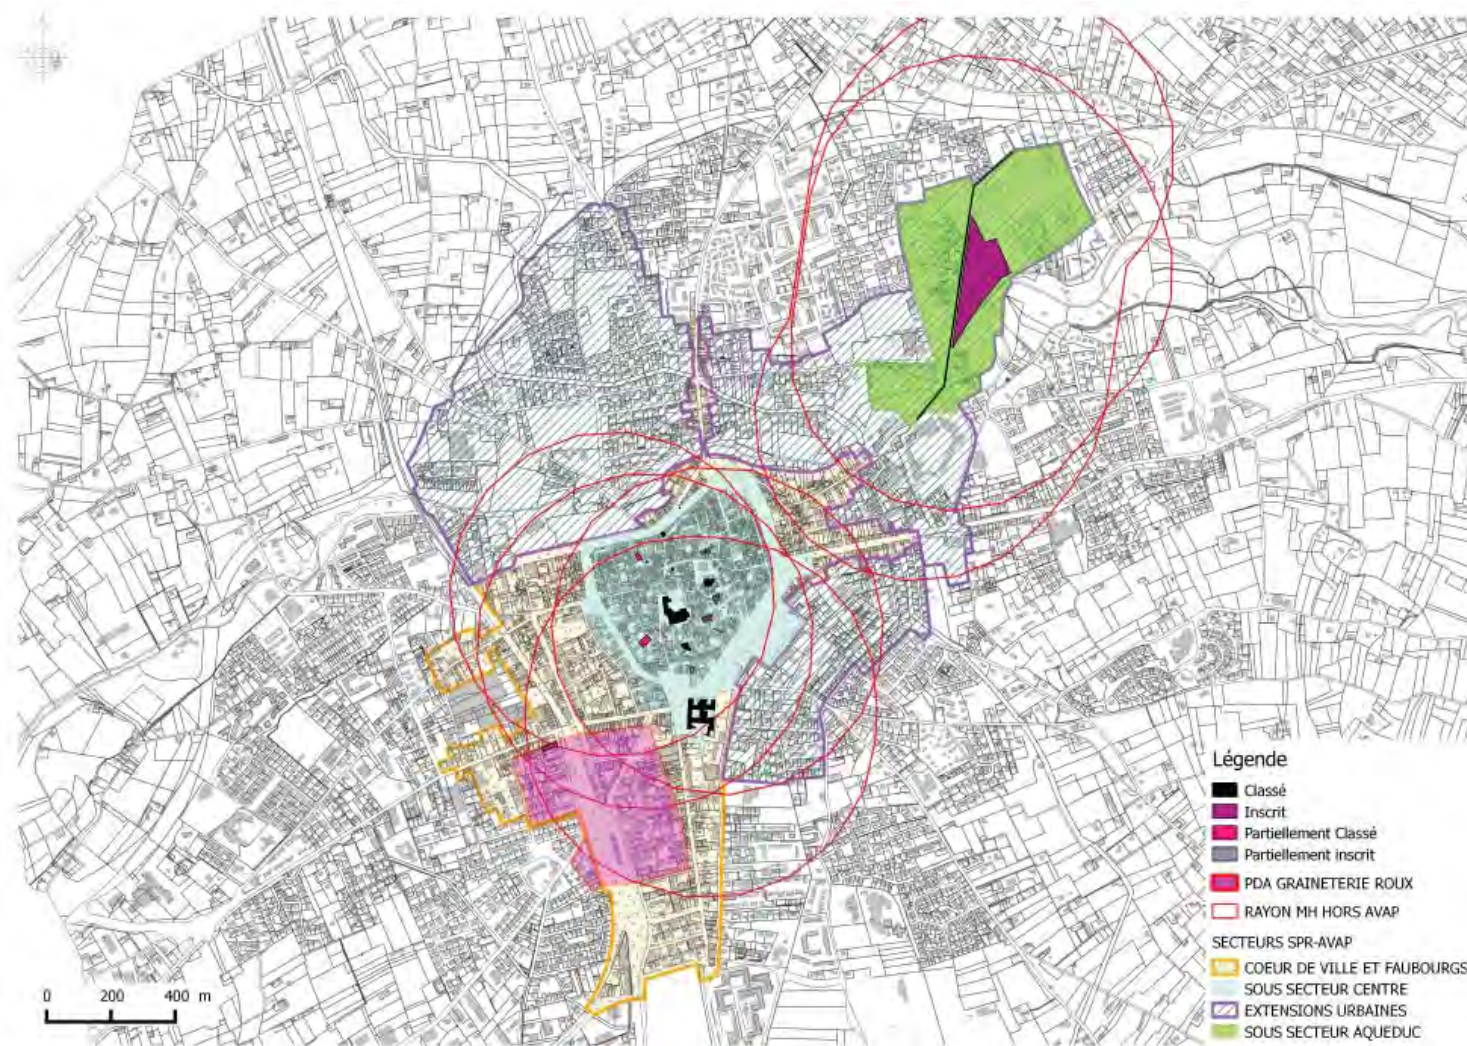 Légende
Classé
Inscrit
Partiellement Classé
Partiellement inscrit
PDA GRAINETERIE ROUX
RAYON MH HORS AVAP
SECTEURS SPR-AVAP
COEUR DE VILLE ET FAUBOURGS
SOUS SECTEUR CENTRE
EXTENSIONS URBAINES
SOUS SECTEUR AQUEDUC
0 200 400 m